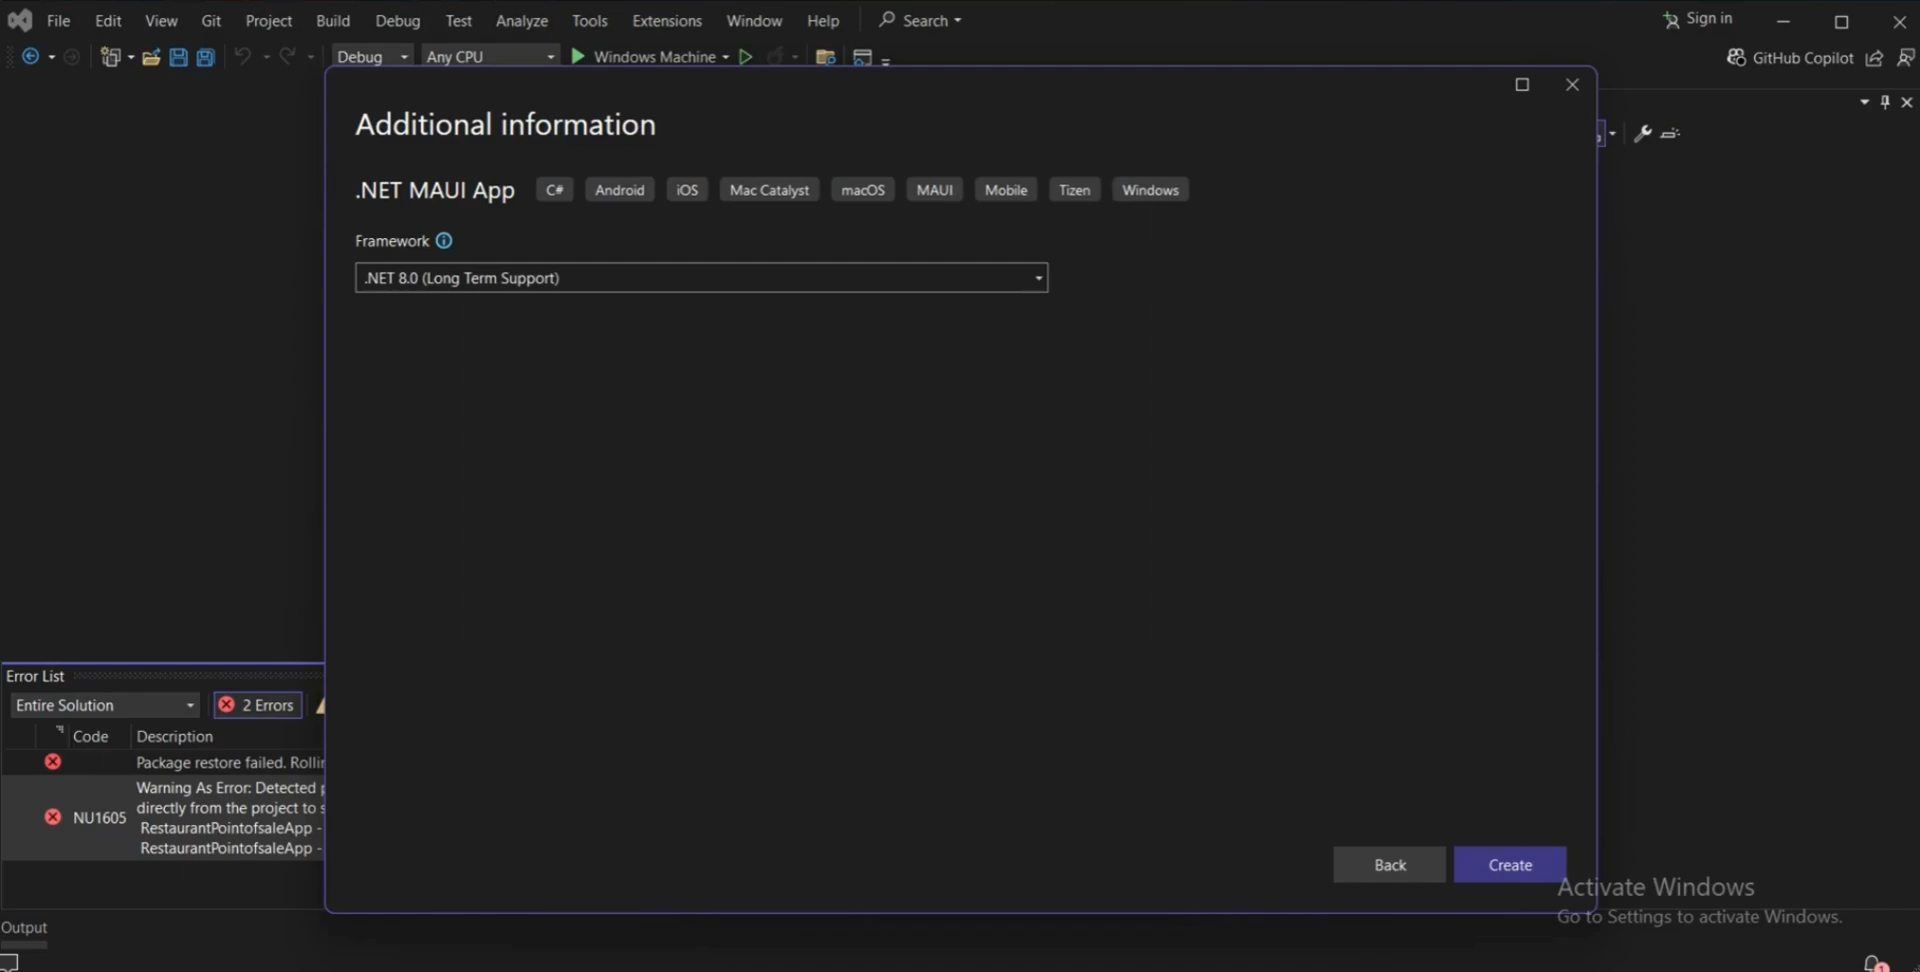 File Edit View Git Project Build Debug Test Analyze Tools Extensions Window Help Search Sign in
Debug Any CPU Windows Machine GitHub Copilot
Additional information
.NET MAUI App C# Android iOS Mac Catalyst macOS MAUI Mobile Tizen Windows
Framework
.NET 8.0 (Long Term Support)
Error List
Entire Solution 2 Errors
Code Description
Package restore failed. Rollin
Warning As Error: Detected p
directly from the project to s
NU1605
RestaurantPointofsaleApp -
RestaurantPointofsaleApp -
Back Create
Activate Windows
Go to Settings to activate Windows.
Output
1